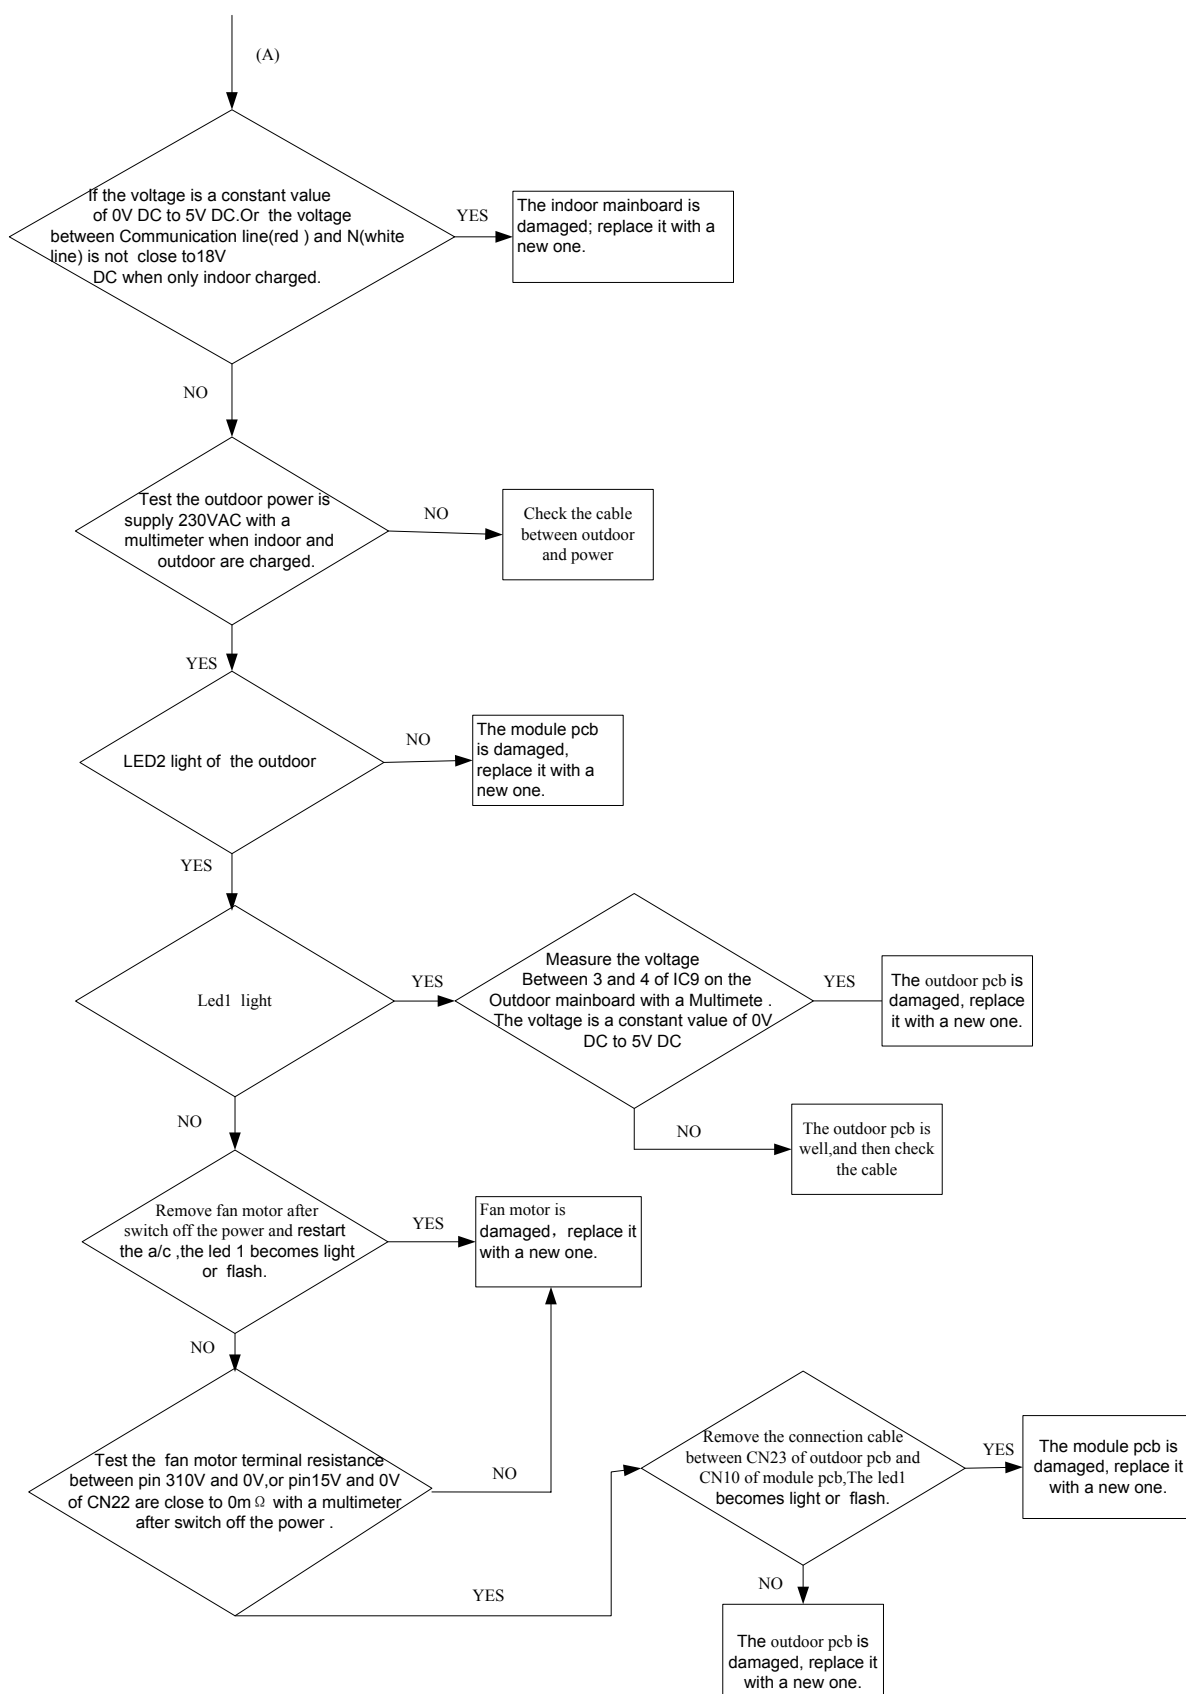 (A)
If the voltage is a constant value
of 0V DC to 5V DC.Or the voltage
between Communication line(red ) and N(white
line) is not close to18V
DC when only indoor charged.
YES
The indoor mainboard is
damaged; replace it with a
new one.
NO
Test the outdoor power is
supply 230VAC with a
multimeter when indoor and
outdoor are charged.
NO
Check the cable
between outdoor
and power
YES
LED2 light of the outdoor
NO
The module pcb
is damaged,
replace it with a
new one.
YES
Led1 light
YES
Measure the voltage
Between 3 and 4 of IC9 on the
Outdoor mainboard with a Multimete .
The voltage is a constant value of 0V
DC to 5V DC
YES
The outdoor pcb is
damaged, replace
it with a new one.
NO
The outdoor pcb is
well,and then check
the cable
NO
Remove fan motor after
switch off the power and restart
the a/c ,the led 1 becomes light
or flash.
YES
Fan motor is
damaged，replace it
with a new one.
NO
Test the fan motor terminal resistance
between pin 310V and 0V,or pin15V and 0V
of CN22 are close to 0mΩ with a multimeter
after switch off the power .
NO
YES
Remove the connection cable
between CN23 of outdoor pcb and
CN10 of module pcb,The led1
becomes light or flash.
YES
The module pcb is
damaged, replace it
with a new one.
NO
The outdoor pcb is
damaged, replace it
with a new one.